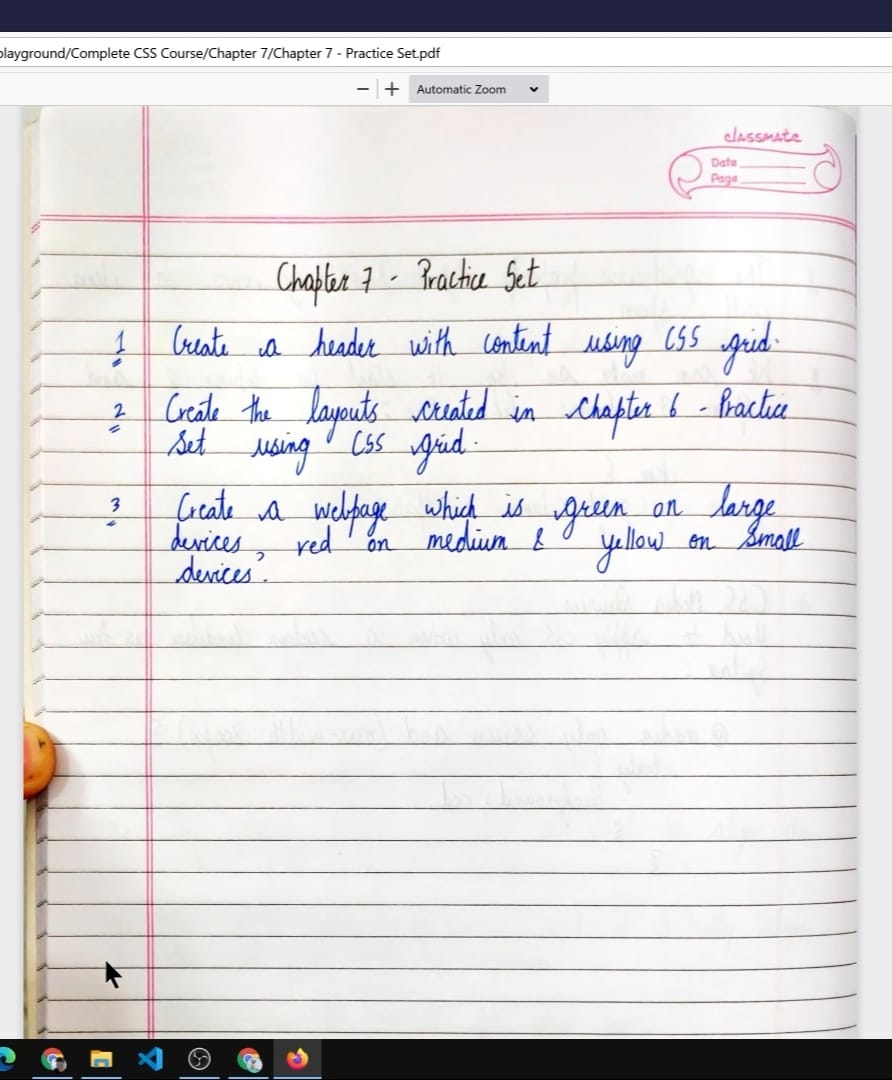 playground/Complete CSS Course/Chapter 7/Chapter 7 - Practice Set.pdf
− + Automatic Zoom
classmate
Date
Page
Chapter 7 - Practice Set
1 Create a header with content using CSS grid.
2 Create the layouts created in Chapter 6 - Practice
Set using CSS grid.
3 Create a webpage which is green on large
devices, red on medium & yellow on small
devices.